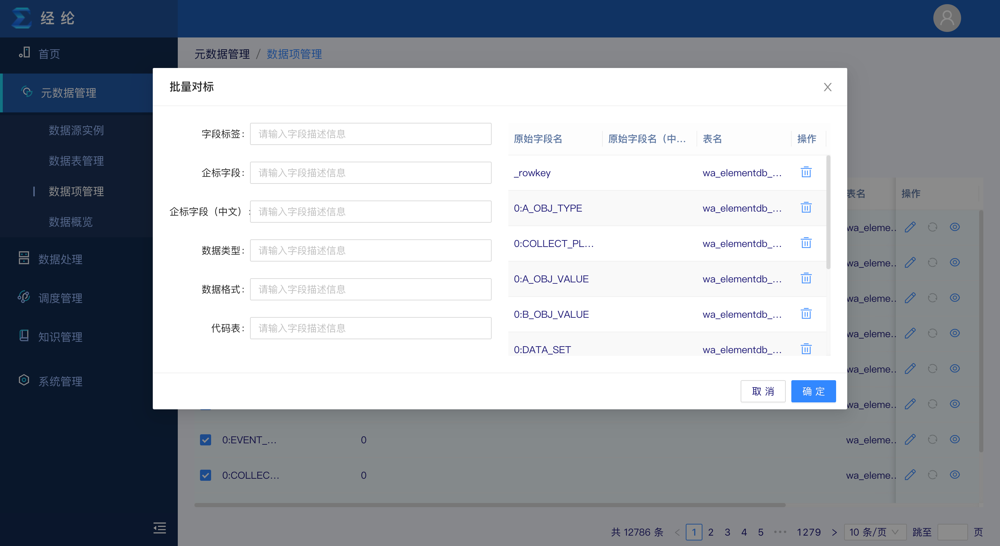 经 纶
首页
元数据管理
数据源实例
数据表管理
数据项管理
数据概览
数据处理
调度管理
知识管理
系统管理
元数据管理 / 数据项管理
批量对标
字段标签: 请输入字段描述信息
企标字段: 请输入字段描述信息
企标字段（中文）: 请输入字段描述信息
数据类型: 请输入字段描述信息
数据格式: 请输入字段描述信息
代码表: 请输入字段描述信息
原始字段名 原始字段名（中... 表名 操作
_rowkey wa_elementdb_...
0:A_OBJ_TYPE wa_elementdb_...
0:COLLECT_PL... wa_elementdb_...
0:A_OBJ_VALUE wa_elementdb_...
0:B_OBJ_VALUE wa_elementdb_...
0:DATA_SET wa_elementdb_...
取 消 确 定
表名 操作
wa_eleme..
wa_eleme..
wa_eleme..
wa_eleme..
wa_eleme..
wa_eleme..
0:EVENT_... 0 wa_eleme..
0:COLLEC... 0 wa_eleme..
共 12786 条 < 1 2 3 4 5 ••• 1279 > 10 条/页 跳至 页